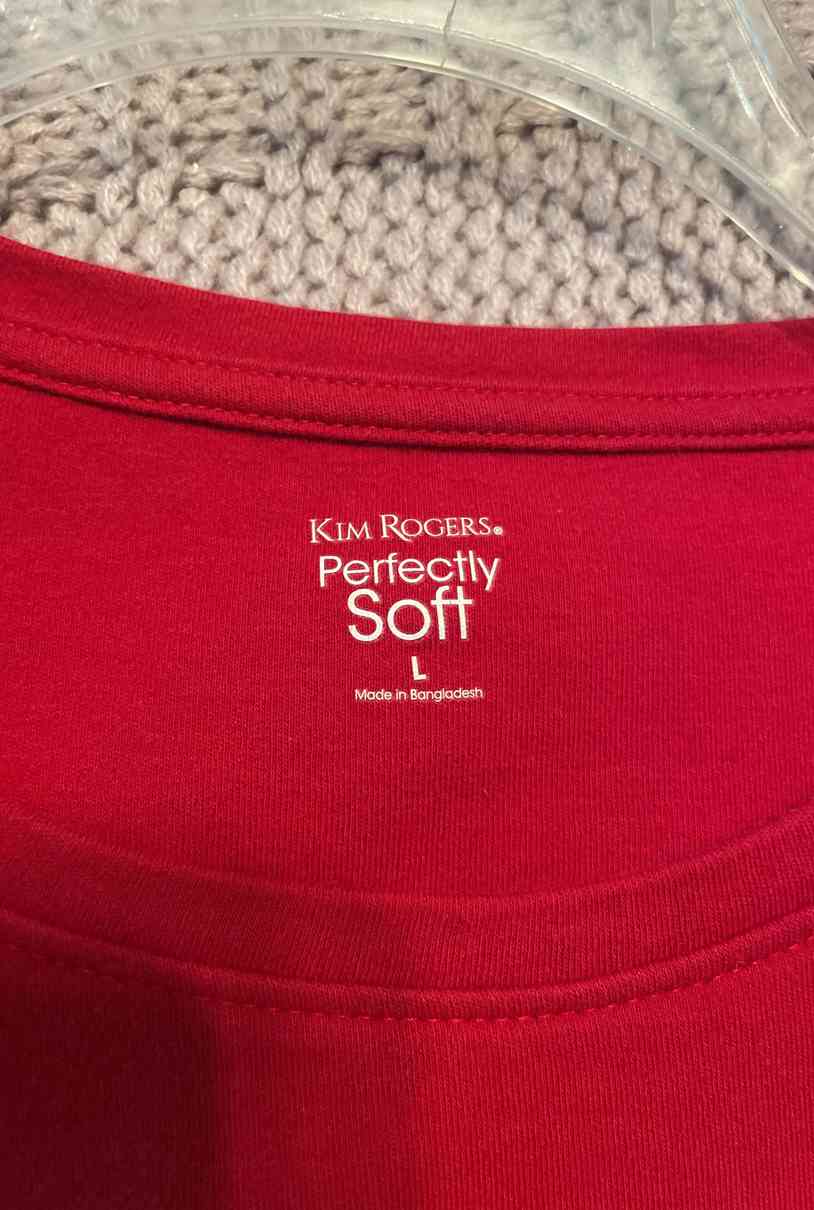 KIM ROGERS®
Perfectly
Soft
L
Made in Bangladesh